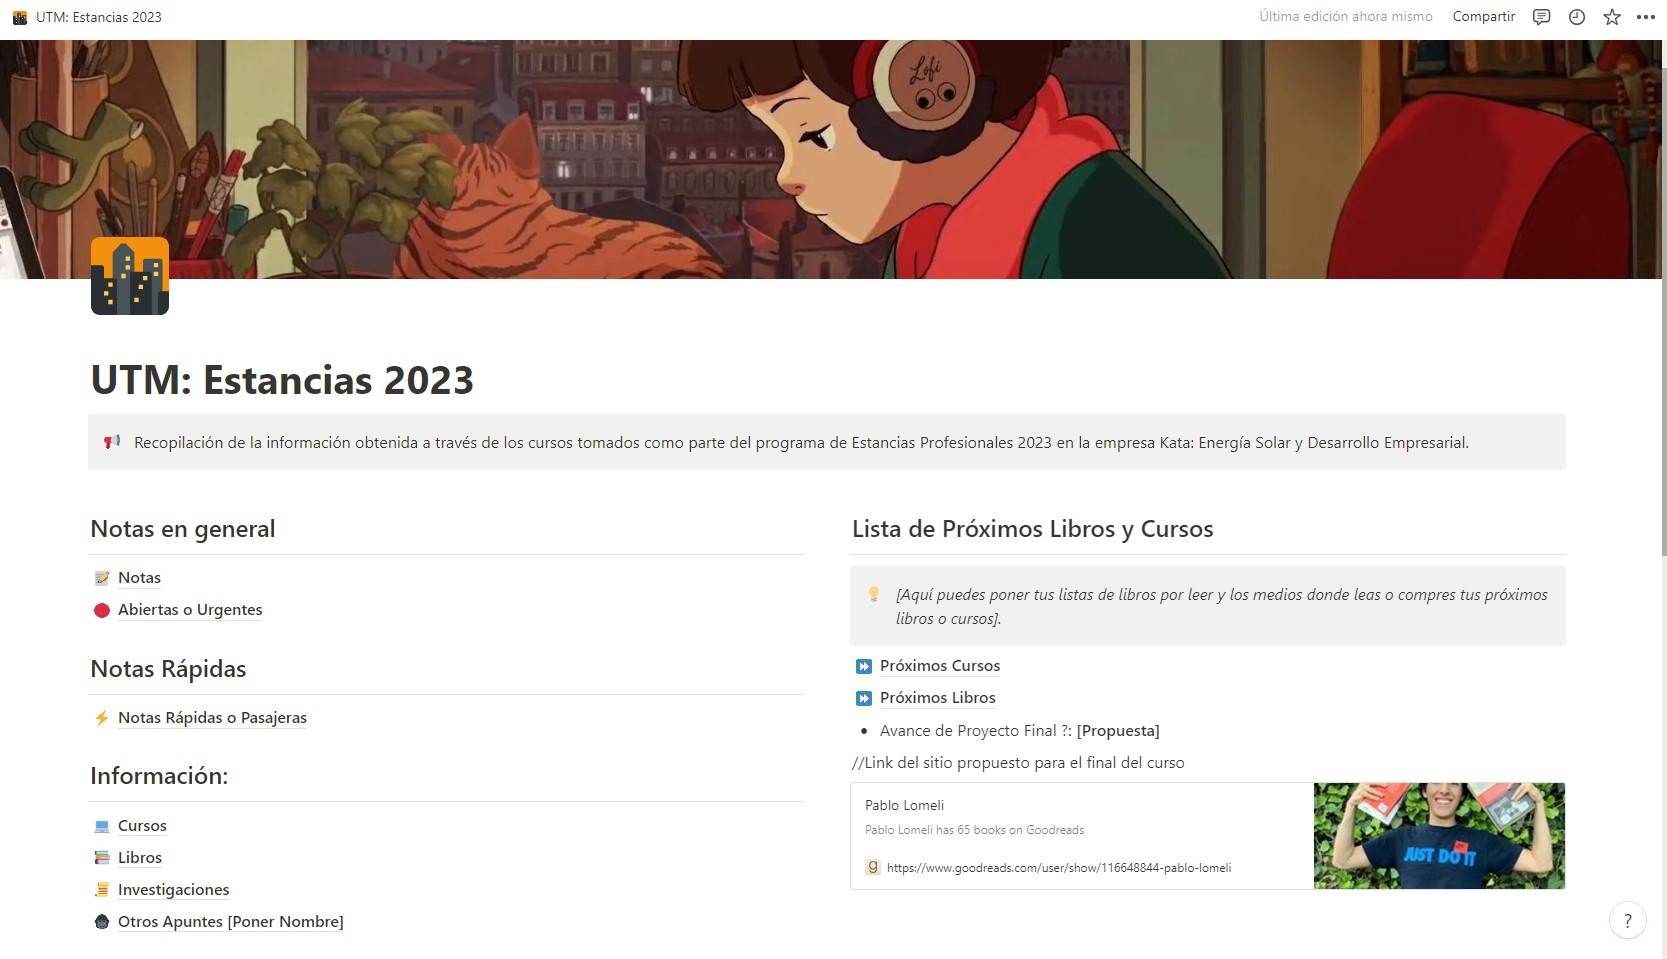 UTM: Estancias 2023
Última edición ahora mismo
Compartir
Lofi
UTM: Estancias 2023
Recopilación de la información obtenida a través de los cursos tomados como parte del programa de Estancias Profesionales 2023 en la empresa Kata: Energía Solar y Desarrollo Empresarial.
Notas en general
Notas
Abiertas o Urgentes
Notas Rápidas
Notas Rápidas o Pasajeras
Información:
Cursos
Libros
Investigaciones
Otros Apuntes [Poner Nombre]
Lista de Próximos Libros y Cursos
[Aquí puedes poner tus listas de libros por leer y los medios donde leas o compres tus próximos
libros o cursos].
Próximos Cursos
Próximos Libros
• Avance de Proyecto Final ?: [Propuesta]
//Link del sitio propuesto para el final del curso
Pablo Lomeli
Pablo Lomeli has 65 books on Goodreads
g https://www.goodreads.com/user/show/116648844-pablo-lomeli
JUST DO IT
?